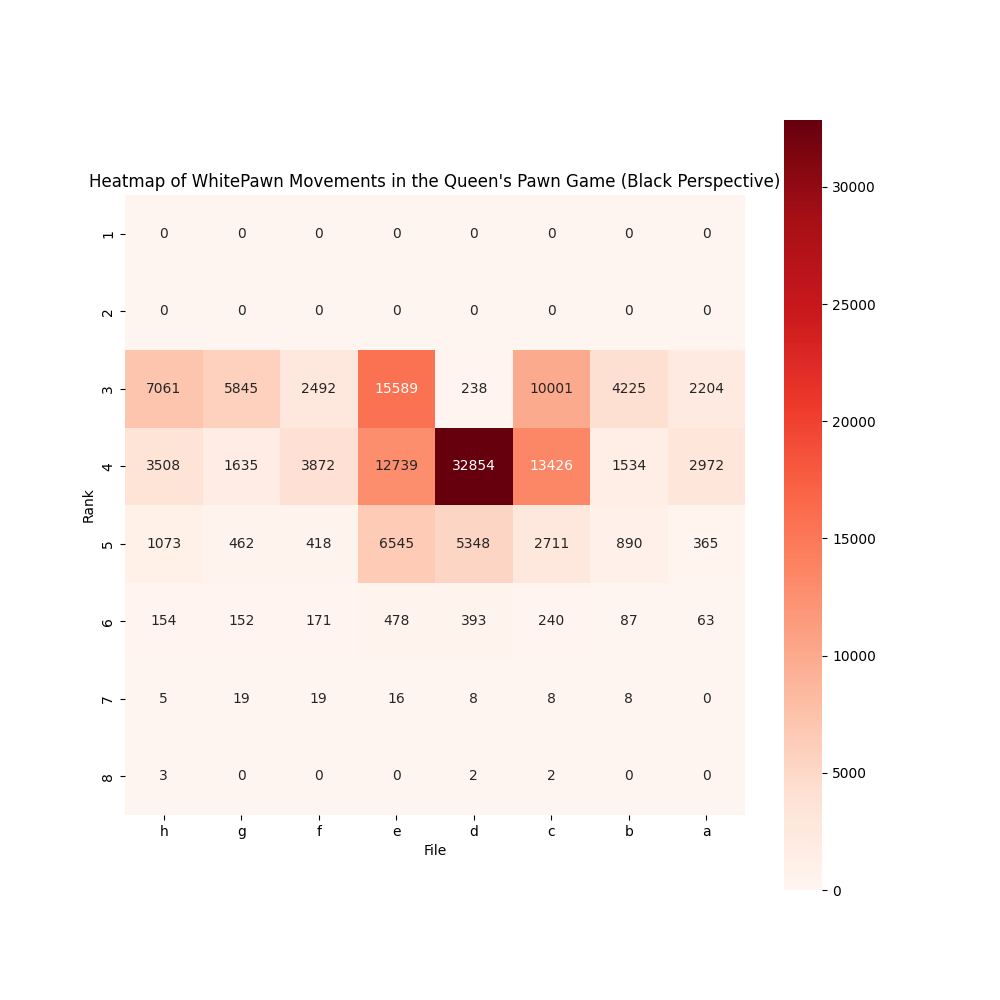 Heatmap of WhitePawn Movements in the Queen's Pawn Game (Black Perspective)
1 0 0 0 0 0 0 0 0
2 0 0 0 0 0 0 0 0
3 7061 5845 2492 15589 238 10001 4225 2204
4 3508 1635 3872 12739 32854 13426 1534 2972
5 1073 462 418 6545 5348 2711 890 365
6 154 152 171 478 393 240 87 63
7 5 19 19 16 8 8 8 0
8 3 0 0 0 2 2 0 0
h g f e d c b a
File
Rank
30000
25000
20000
15000
10000
5000
0